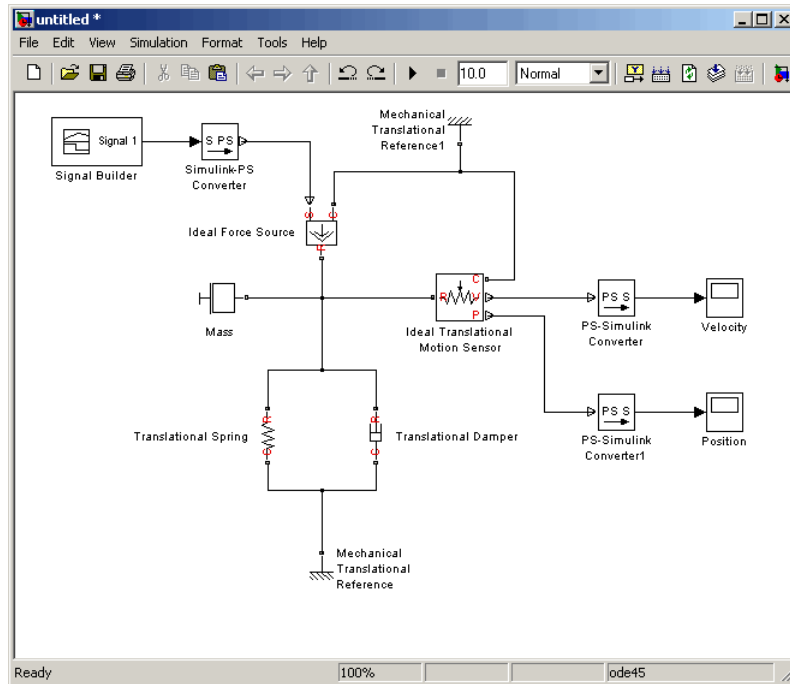 untitled *
File Edit View Simulation Format Tools Help
10.0 Normal
Mechanical
Translational
Reference1
Signal 1
Signal Builder
S PS
Simulink-PS
Converter
S C
Ideal Force Source
R
Mass
C
R V
P
Ideal Translational
Motion Sensor
PS S
PS-Simulink
Converter
Velocity
R
C
Translational Spring
R
C
Translational Damper
PS S
PS-Simulink
Converter1
Position
Mechanical
Translational
Reference
Ready 100% ode45